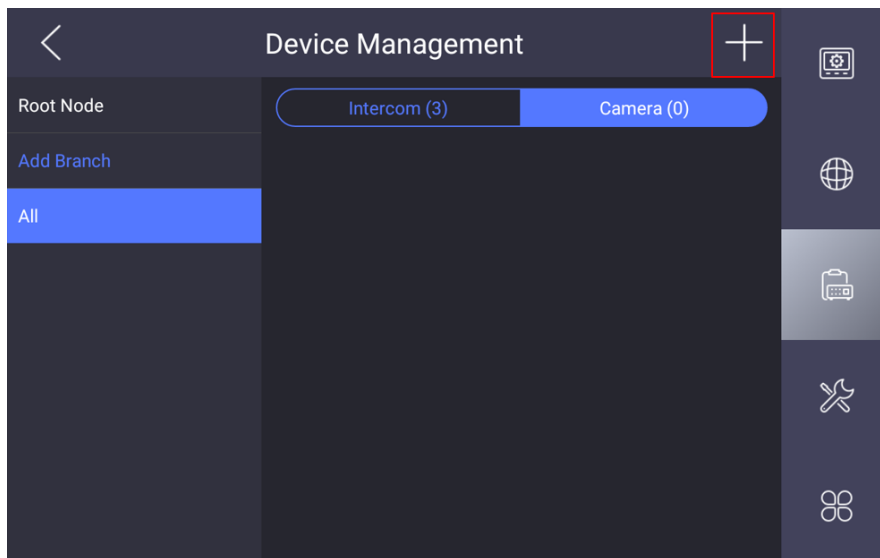 Device Management
Root Node
Add Branch
All
Intercom (3)
Camera (0)